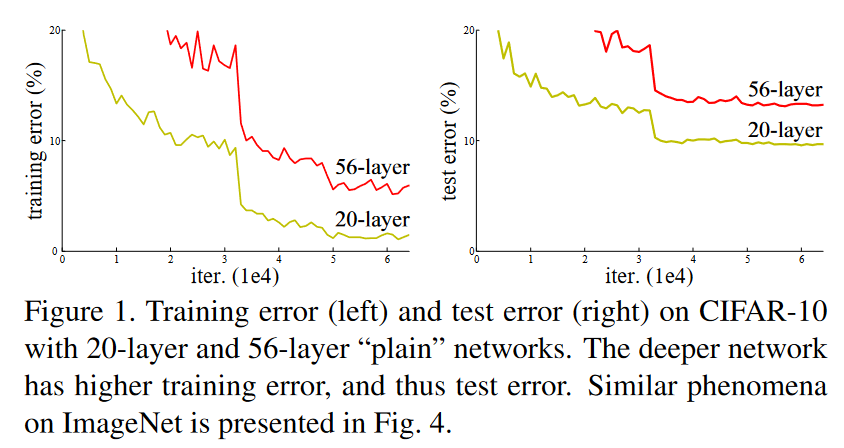 training error (%)
20
10
0
56-layer
20-layer
0 1 2 3 4 5 6
iter. (1e4)
test error (%)
20
10
0
56-layer
20-layer
0 1 2 3 4 5 6
iter. (1e4)
Figure 1. Training error (left) and test error (right) on CIFAR-10
with 20-layer and 56-layer “plain” networks. The deeper network
has higher training error, and thus test error. Similar phenomena
on ImageNet is presented in Fig. 4.